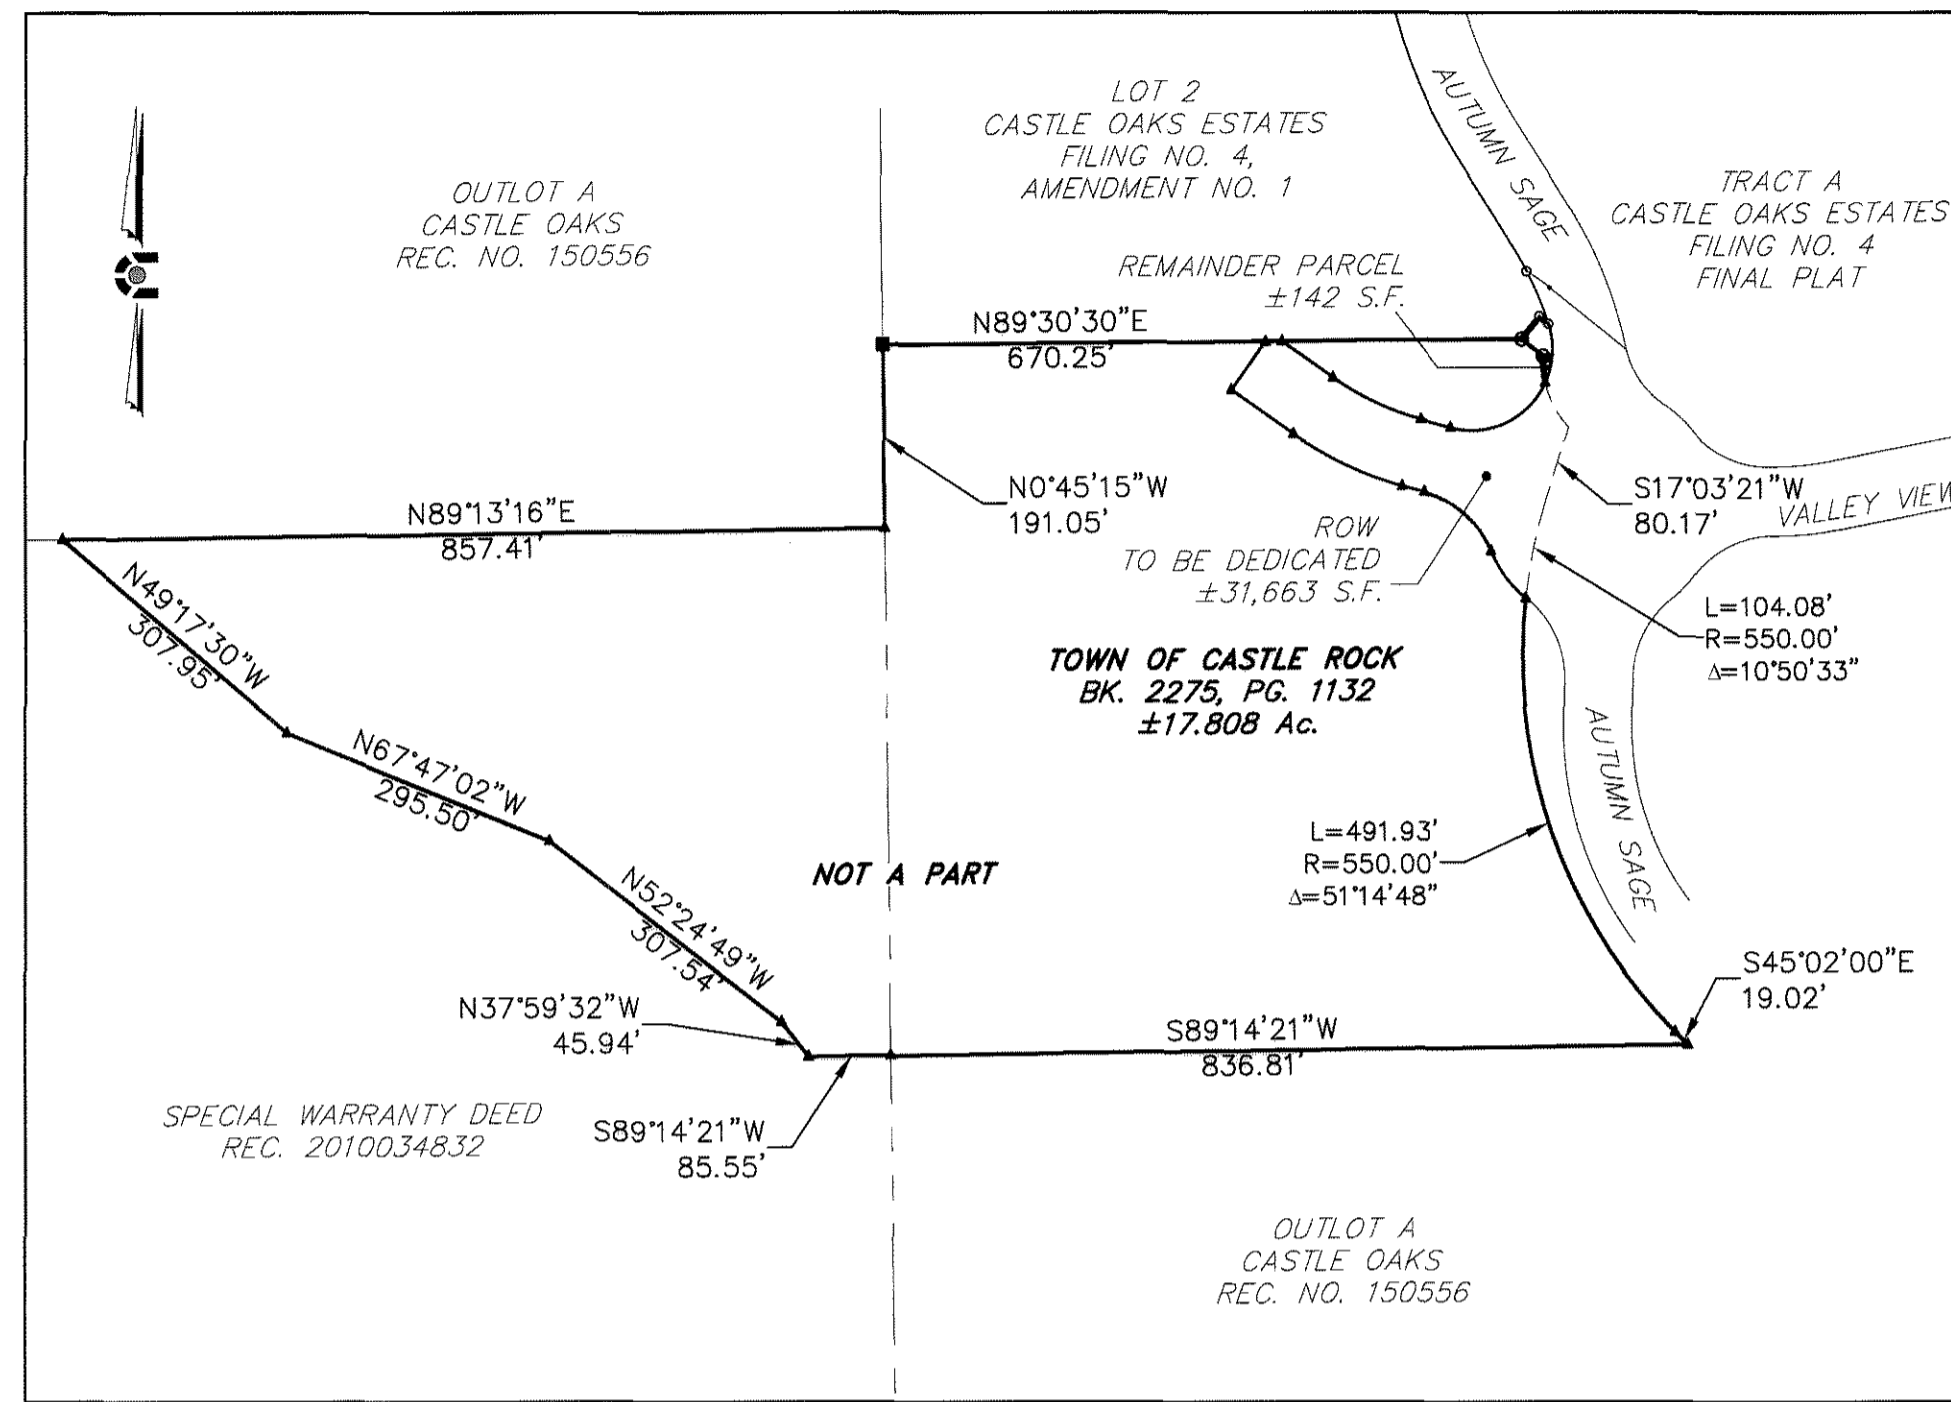 LOT 2
CASTLE OAKS ESTATES
FILING NO. 4,
AMENDMENT NO. 1
AUTUMN SAGE
TRACT A
CASTLE OAKS ESTATES
FILING NO. 4
FINAL PLAT
OUTLOT A
CASTLE OAKS
REC. NO. 150556
REMAINDER PARCEL
±142 S.F.
N89°30'30"E
670.25'
N0°45'15"W
191.05'
S17°03'21"W
80.17'
VALLEY VIEW
N89°13'16"E
857.41'
ROW
TO BE DEDICATED
±31,663 S.F.
N49°17'30"W
307.95'
L=104.08'
R=550.00'
Δ=10°50'33"
TOWN OF CASTLE ROCK
BK. 2275, PG. 1132
±17.808 Ac.
N67°47'02"W
295.50'
AUTUMN SAGE
L=491.93'
R=550.00'
Δ=51°14'48"
NOT A PART
N52°24'49"W
307.54'
S45°02'00"E
19.02'
N37°59'32"W
45.94'
S89°14'21"W
836.81'
SPECIAL WARRANTY DEED
REC. 2010034832
S89°14'21"W
85.55'
OUTLOT A
CASTLE OAKS
REC. NO. 150556